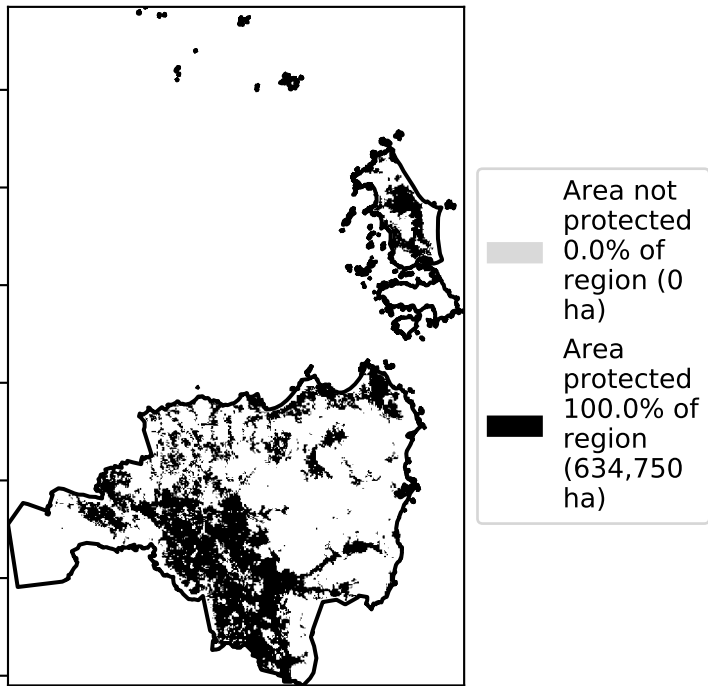 Area not
protected
0.0% of
region (0
ha)
Area
protected
100.0% of
region
(634,750
ha)